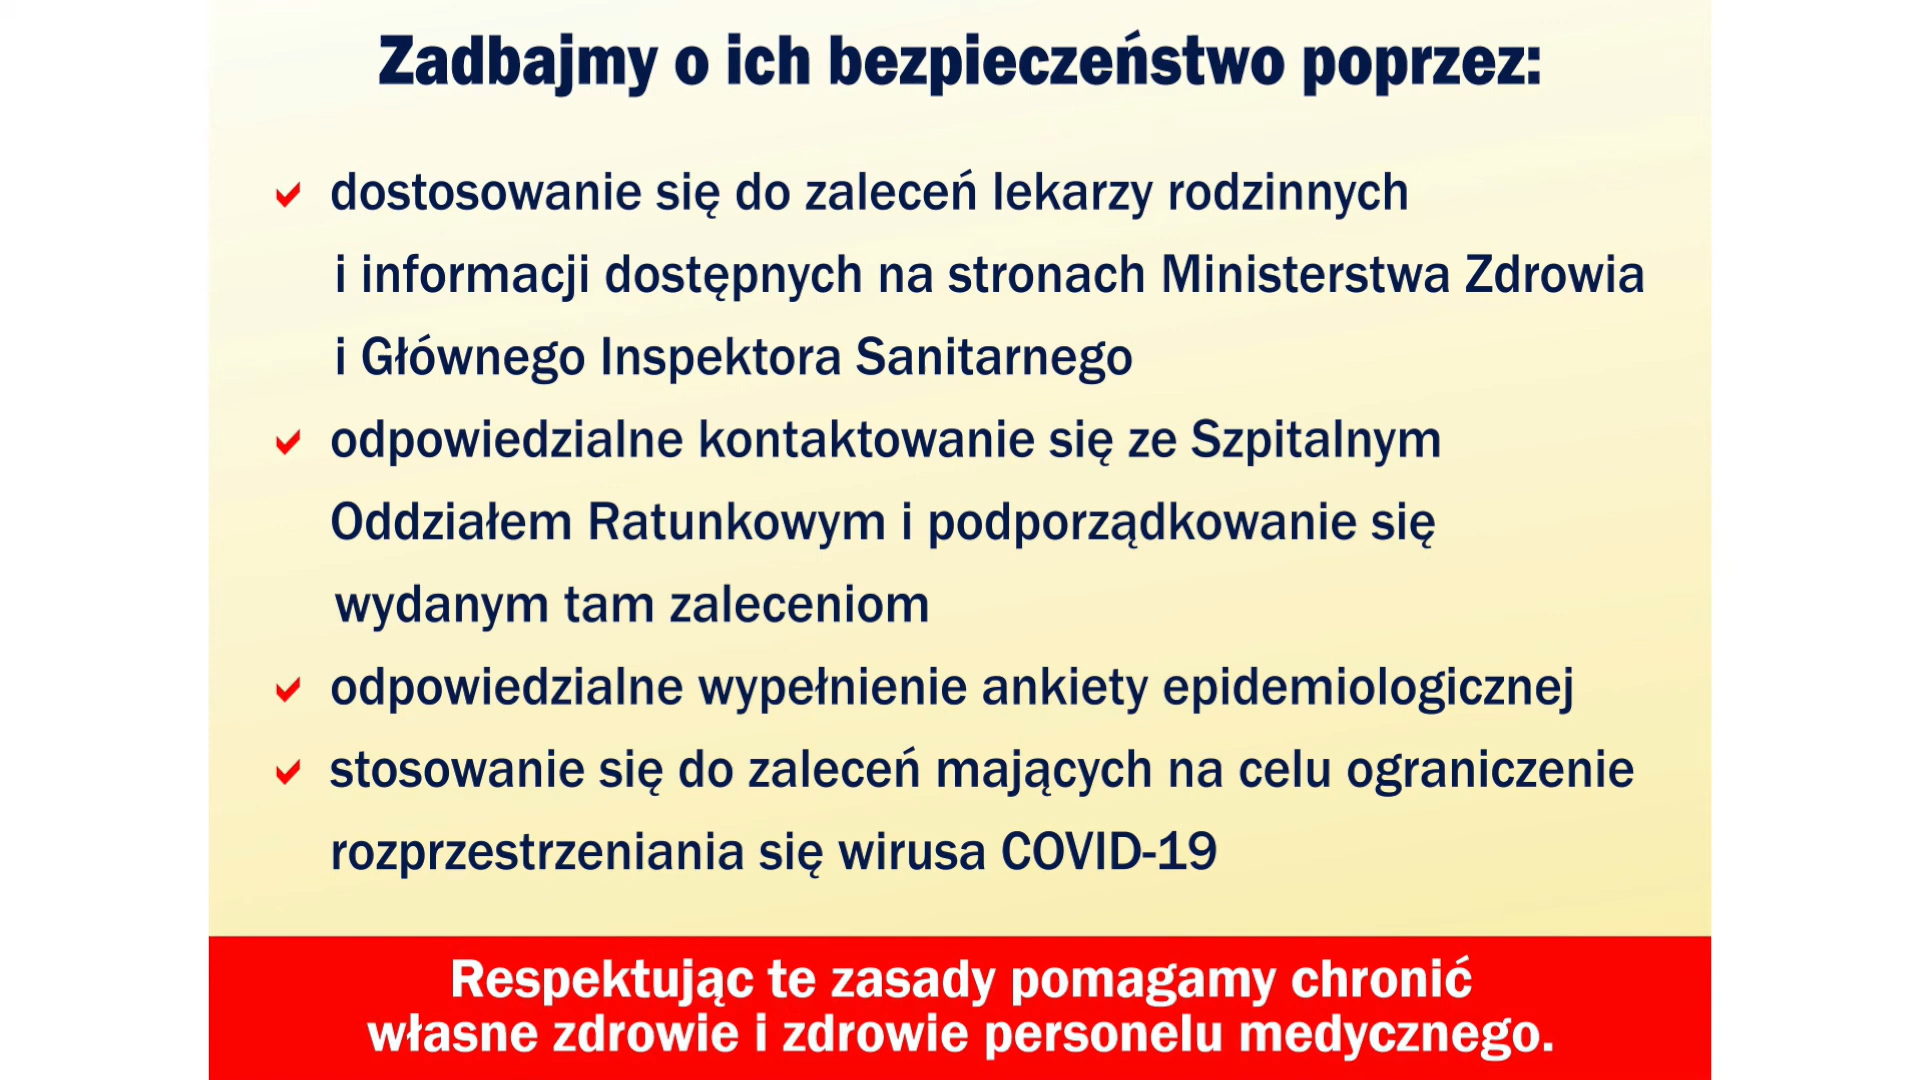 Zadbajmy o ich bezpieczeństwo poprzez:
dostosowanie się do zaleceń lekarzy rodzinnych
i informacji dostępnych na stronach Ministerstwa Zdrowia
i Głównego Inspektora Sanitarnego
odpowiedzialne kontaktowanie się ze Szpitalnym
Oddziałem Ratunkowym i podporządkowanie się
wydanym tam zaleceniom
odpowiedzialne wypełnienie ankiety epidemiologicznej
stosowanie się do zaleceń mających na celu ograniczenie
rozprzestrzeniania się wirusa COVID-19
Respektując te zasady pomagamy chronić
własne zdrowie i zdrowie personelu medycznego.